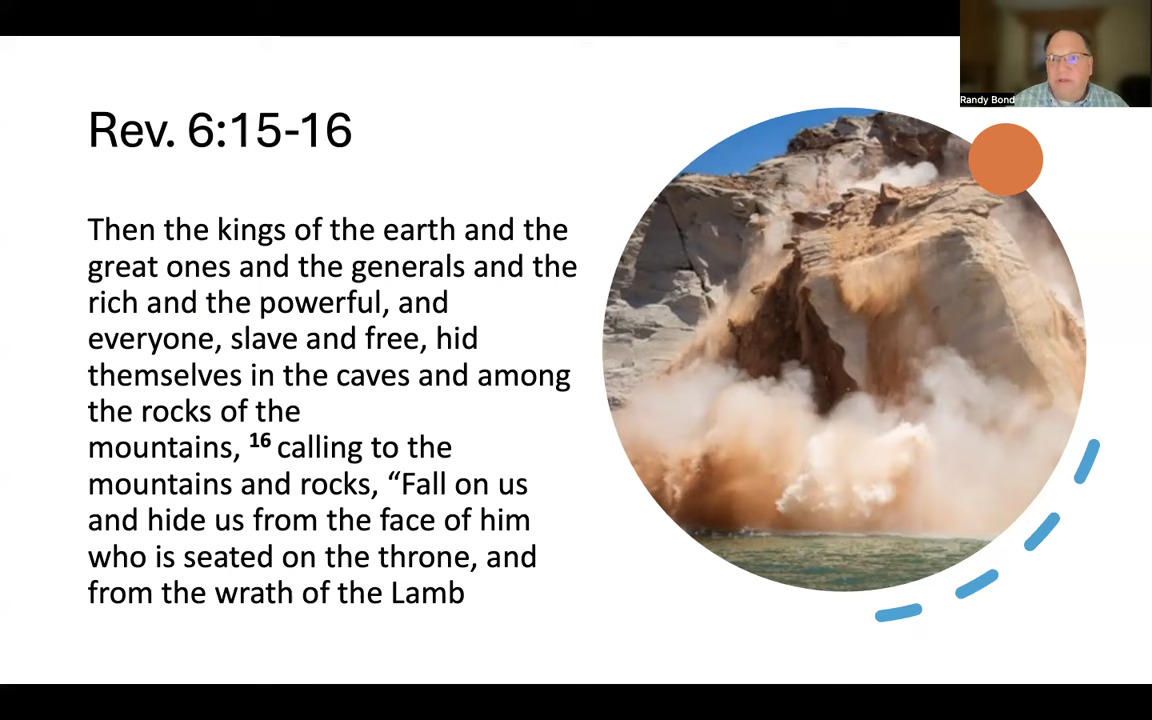 Randy Bond
Rev. 6:15-16
Then the kings of the earth and the
great ones and the generals and the
rich and the powerful, and
everyone, slave and free, hid
themselves in the caves and among
the rocks of the
mountains, 16 calling to the
mountains and rocks, “Fall on us
and hide us from the face of him
who is seated on the throne, and
from the wrath of the Lamb